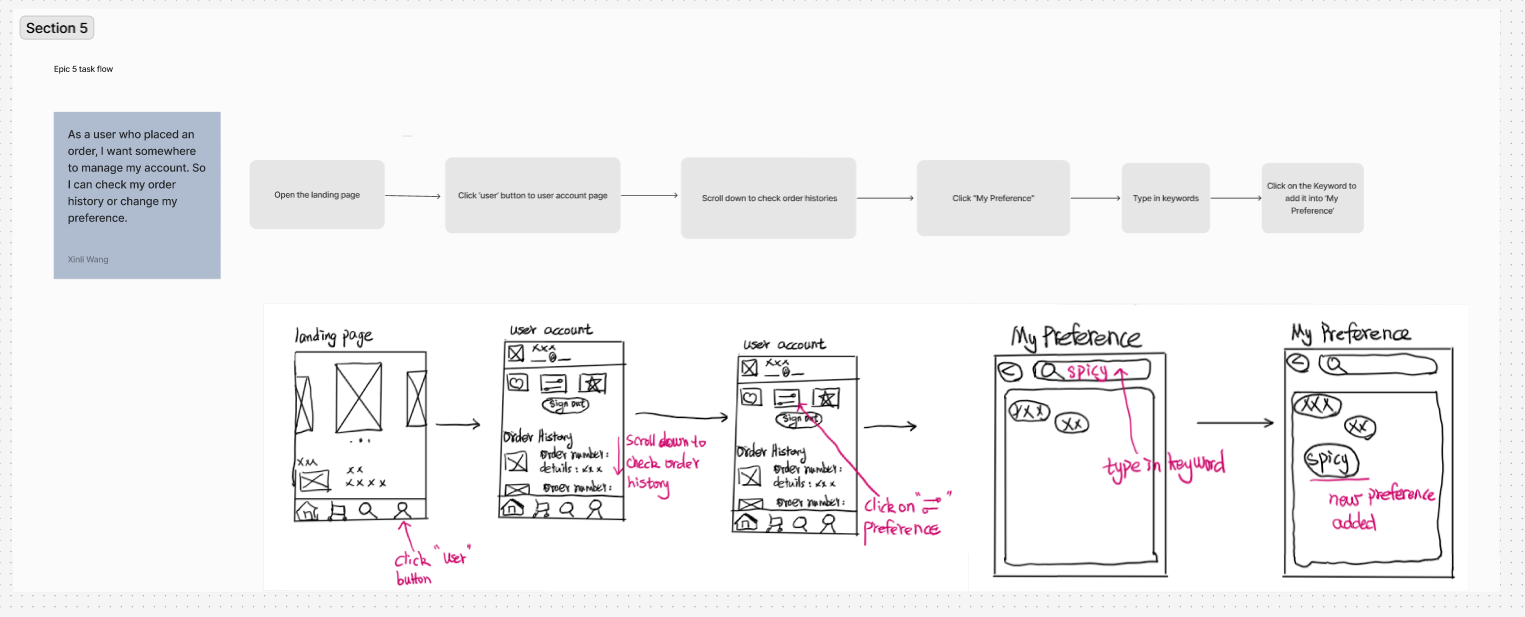 Section 5
Epic 5 task flow
As a user who placed an
order, I want somewhere
to manage my account. So
I can check my order
history or change my
preference.
Xinli Wang
Open the landing page
Click 'user' button to user account page
Scroll down to check order histories
Click "My Preference"
Type in keywords
Click on the Keyword to
add it into 'My
Preference'
landing page
xxx
xx
xxxx
click "user"
button
user account
xxx
Sign out
Order History
Order number:
details: xxx
Order number:
Scroll down to
check order
history
user account
xxx
Sign out
Order History
Order number:
details: xxx
Order number:
click on " "
preference
My Preference
spicy
xxx
xx
type in keyword
My Preference
xxx
xx
spicy
new preference
added